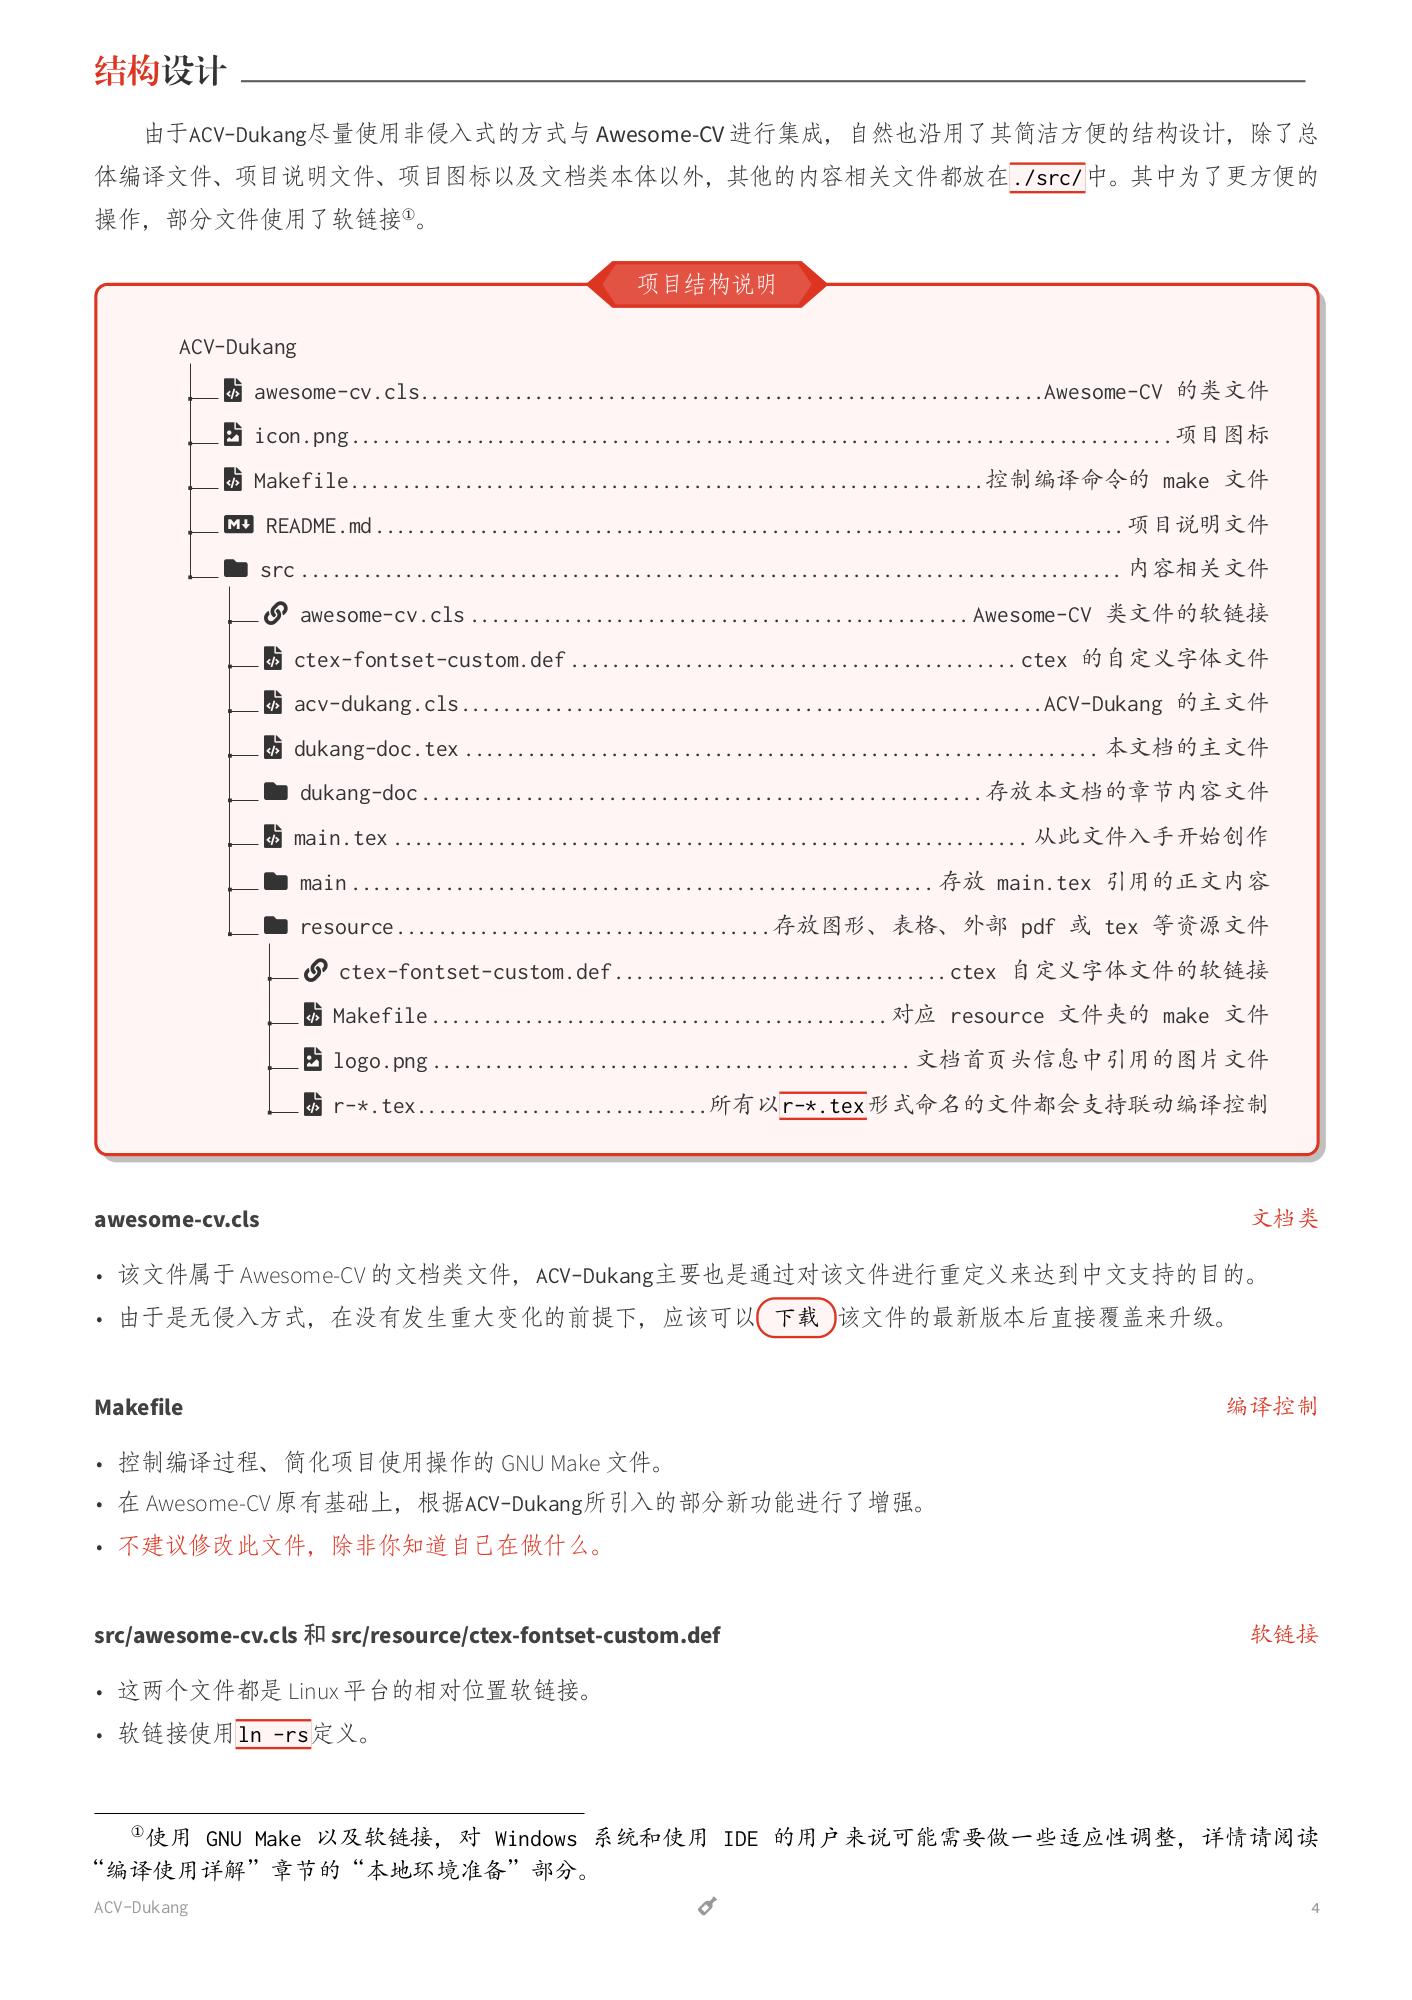 结构设计
由于ACV-Dukang尽量使用非侵入式的方式与 Awesome-CV 进行集成，自然也沿用了其简洁方便的结构设计，除了总
体编译文件、项目说明文件、项目图标以及文档类本体以外，其他的内容相关文件都放在./src/中。其中为了更方便的
操作，部分文件使用了软链接①。
项目结构说明
ACV-Dukang
awesome-cv.cls......................................................Awesome-CV 的类文件
icon.png......................................................项目图标
Makefile......................................................控制编译命令的 make 文件
README.md......................................................项目说明文件
src......................................................内容相关文件
awesome-cv.cls......................................................Awesome-CV 类文件的软链接
ctex-fontset-custom.def......................................................ctex 的自定义字体文件
acv-dukang.cls......................................................ACV-Dukang 的主文件
dukang-doc.tex......................................................本文档的主文件
dukang-doc......................................................存放本文档的章节内容文件
main.tex......................................................从此文件入手开始创作
main......................................................存放 main.tex 引用的正文内容
resource....................................存放图形、表格、外部 pdf 或 tex 等资源文件
ctex-fontset-custom.def................................ctex 自定义字体文件的软链接
Makefile............................................对应 resource 文件夹的 make 文件
logo.png..............................................文档首页头信息中引用的图片文件
r-*.tex............................所有以r-*.tex形式命名的文件都会支持联动编译控制
awesome-cv.cls 文档类
• 该文件属于 Awesome-CV 的文档类文件，ACV-Dukang主要也是通过对该文件进行重定义来达到中文支持的目的。
• 由于是无侵入方式，在没有发生重大变化的前提下，应该可以 下载 该文件的最新版本后直接覆盖来升级。
Makefile 编译控制
• 控制编译过程、简化项目使用操作的 GNU Make 文件。
• 在 Awesome-CV 原有基础上，根据ACV-Dukang所引入的部分新功能进行了增强。
• 不建议修改此文件，除非你知道自己在做什么。
src/awesome-cv.cls 和 src/resource/ctex-fontset-custom.def 软链接
• 这两个文件都是 Linux 平台的相对位置软链接。
• 软链接使用ln -rs定义。
①使用 GNU Make 以及软链接，对 Windows 系统和使用 IDE 的用户来说可能需要做一些适应性调整，详情请阅读
“编译使用详解”章节的“本地环境准备”部分。
ACV-Dukang 4